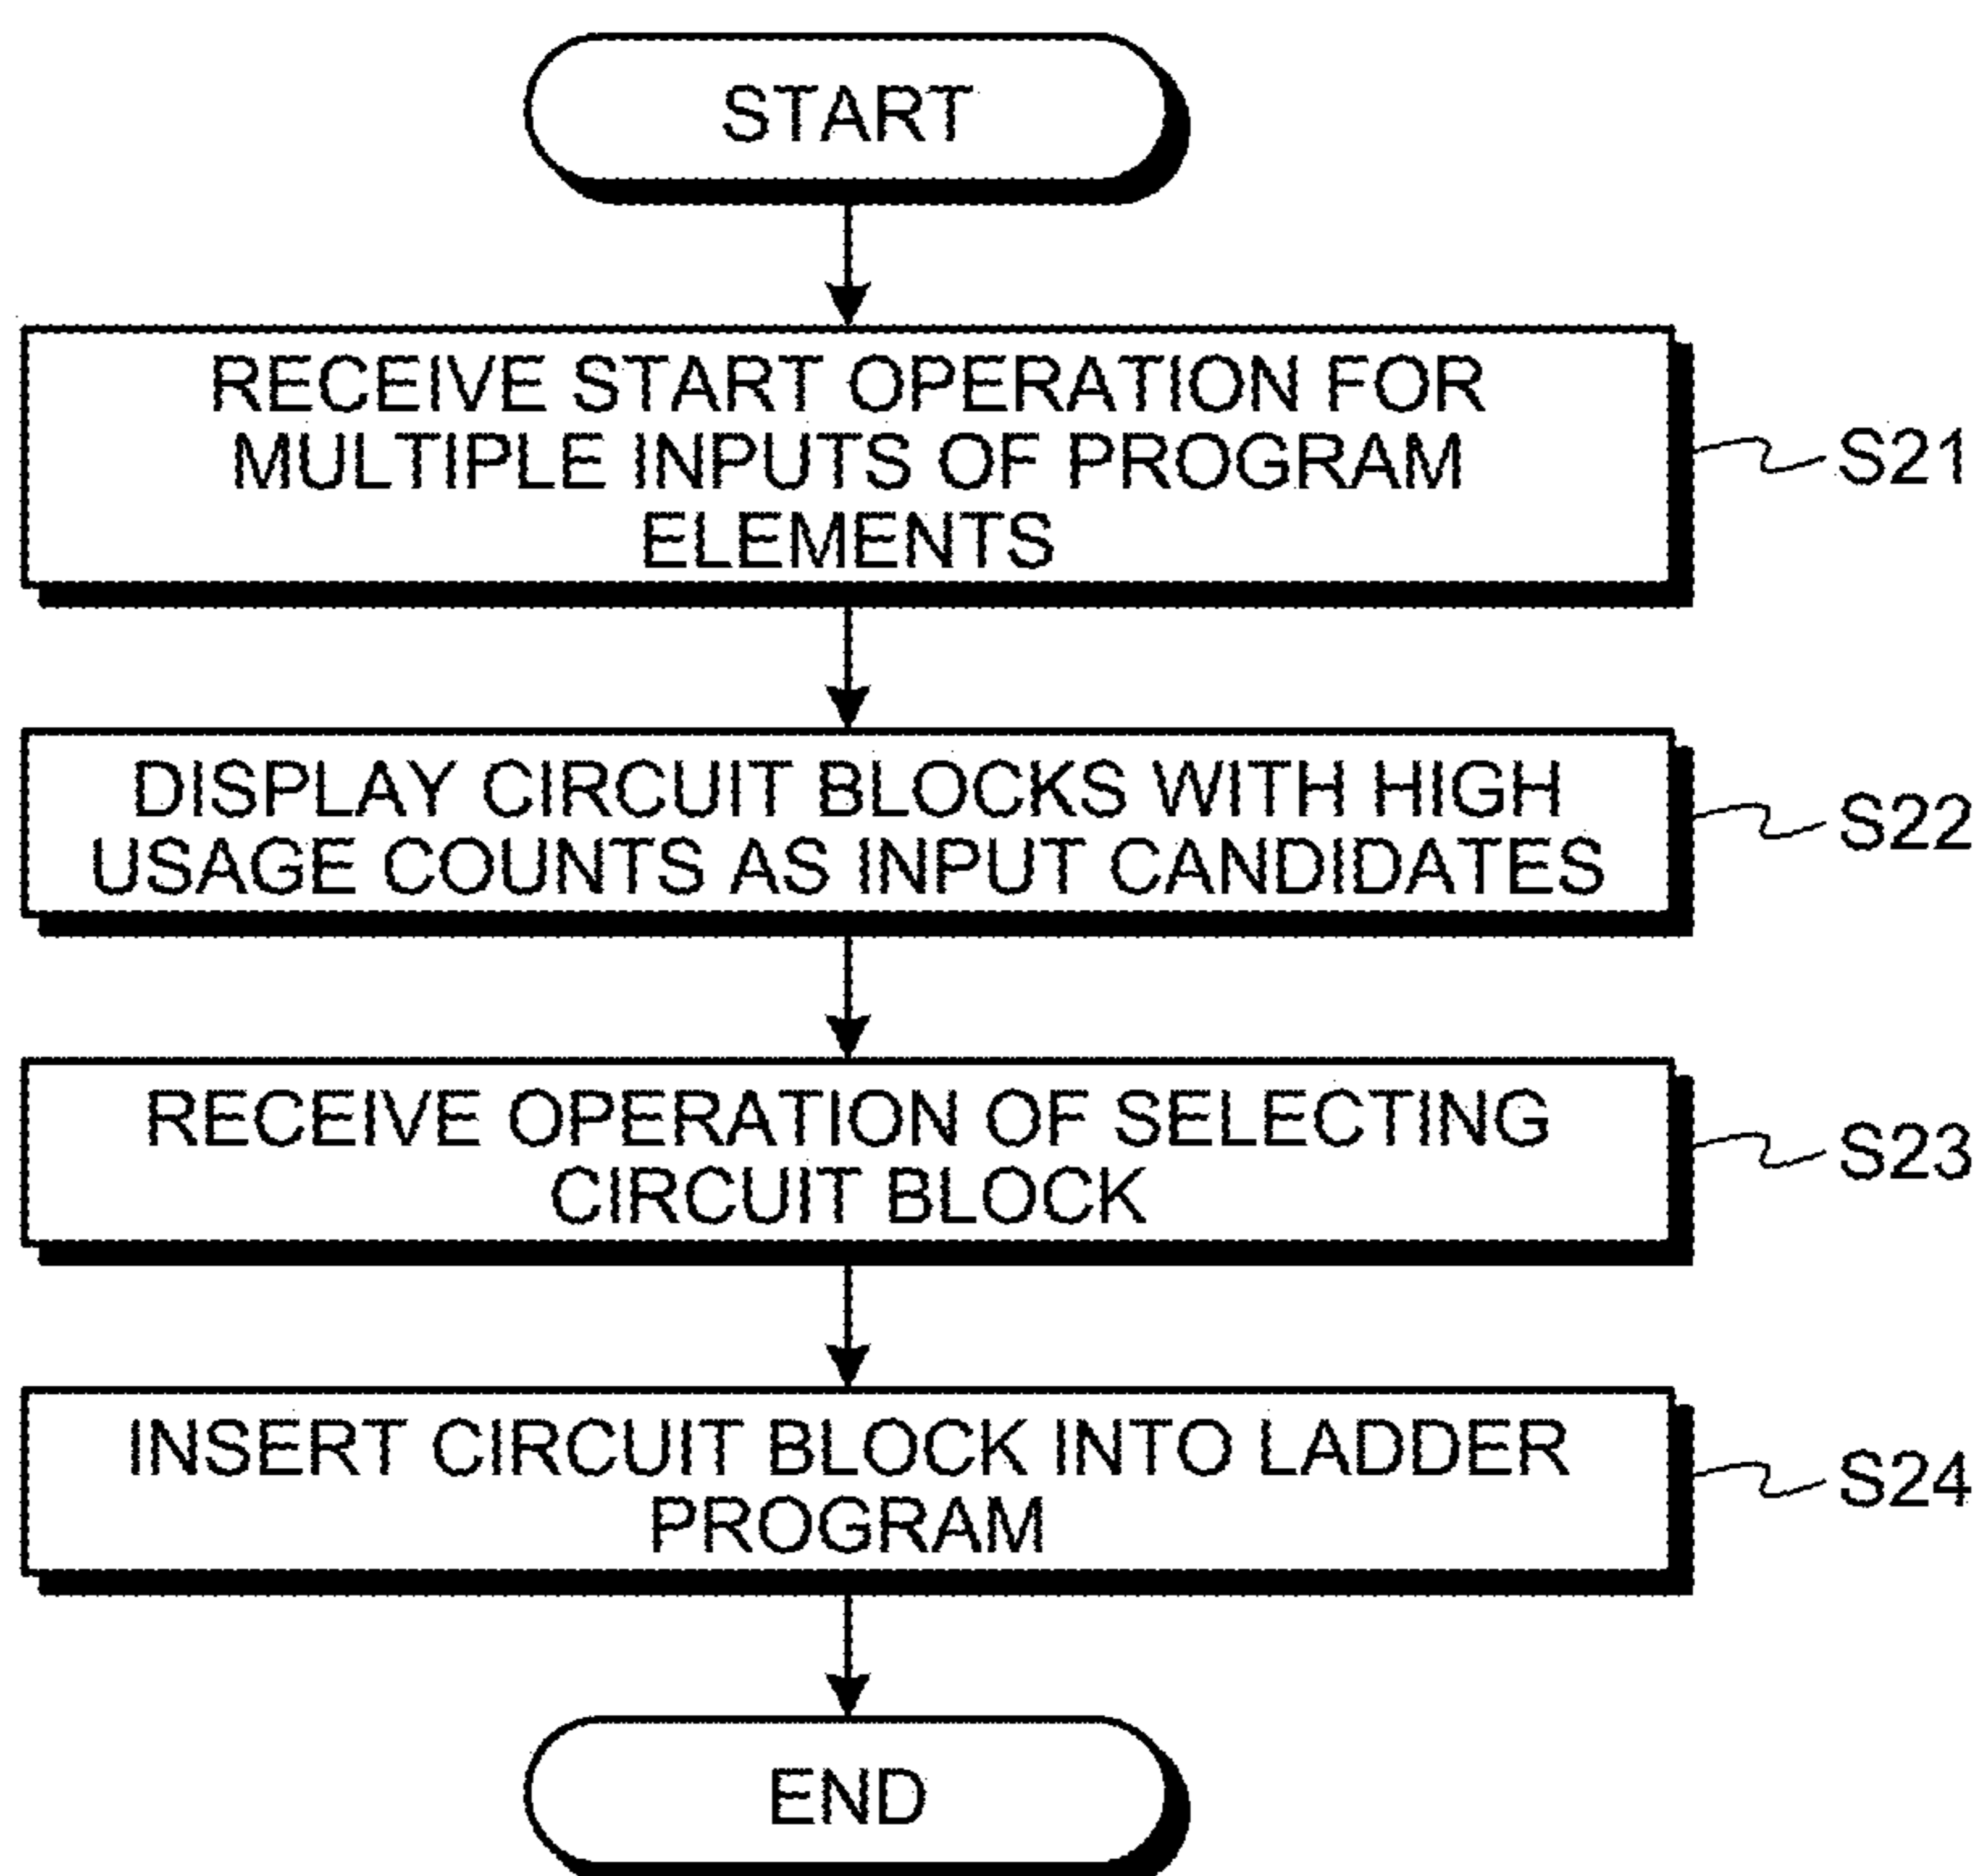 START
RECEIVE START OPERATION FOR
MULTIPLE INPUTS OF PROGRAM
ELEMENTS
S21
DISPLAY CIRCUIT BLOCKS WITH HIGH
USAGE COUNTS AS INPUT CANDIDATES
S22
RECEIVE OPERATION OF SELECTING
CIRCUIT BLOCK
S23
INSERT CIRCUIT BLOCK INTO LADDER
PROGRAM
S24
END